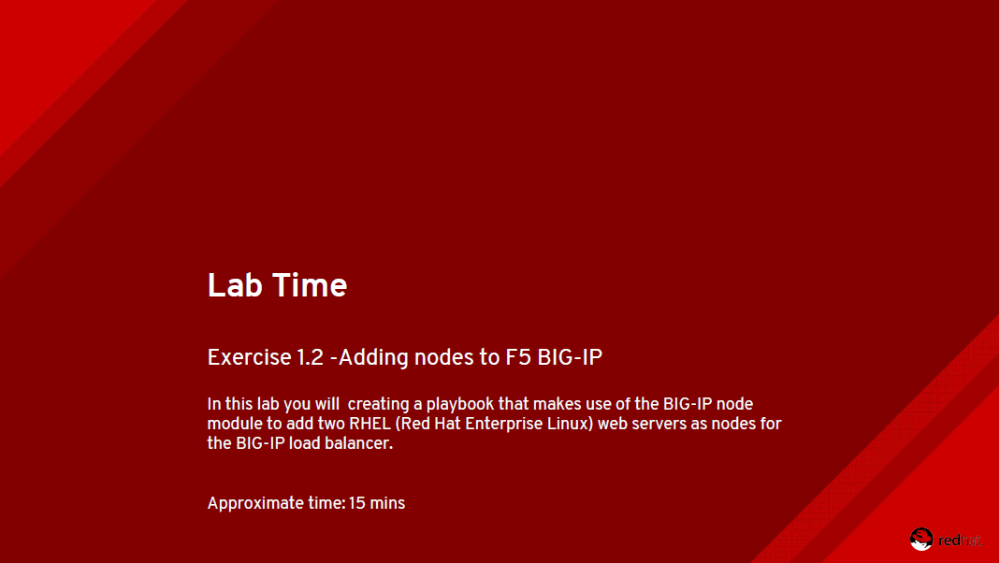 Lab Time
Exercise 1.2 -Adding nodes to F5 BIG-IP
In this lab you will  creating a playbook that makes use of the BIG-IP node
module to add two RHEL (Red Hat Enterprise Linux) web servers as nodes for
the BIG-IP load balancer.
Approximate time: 15 mins
redhat